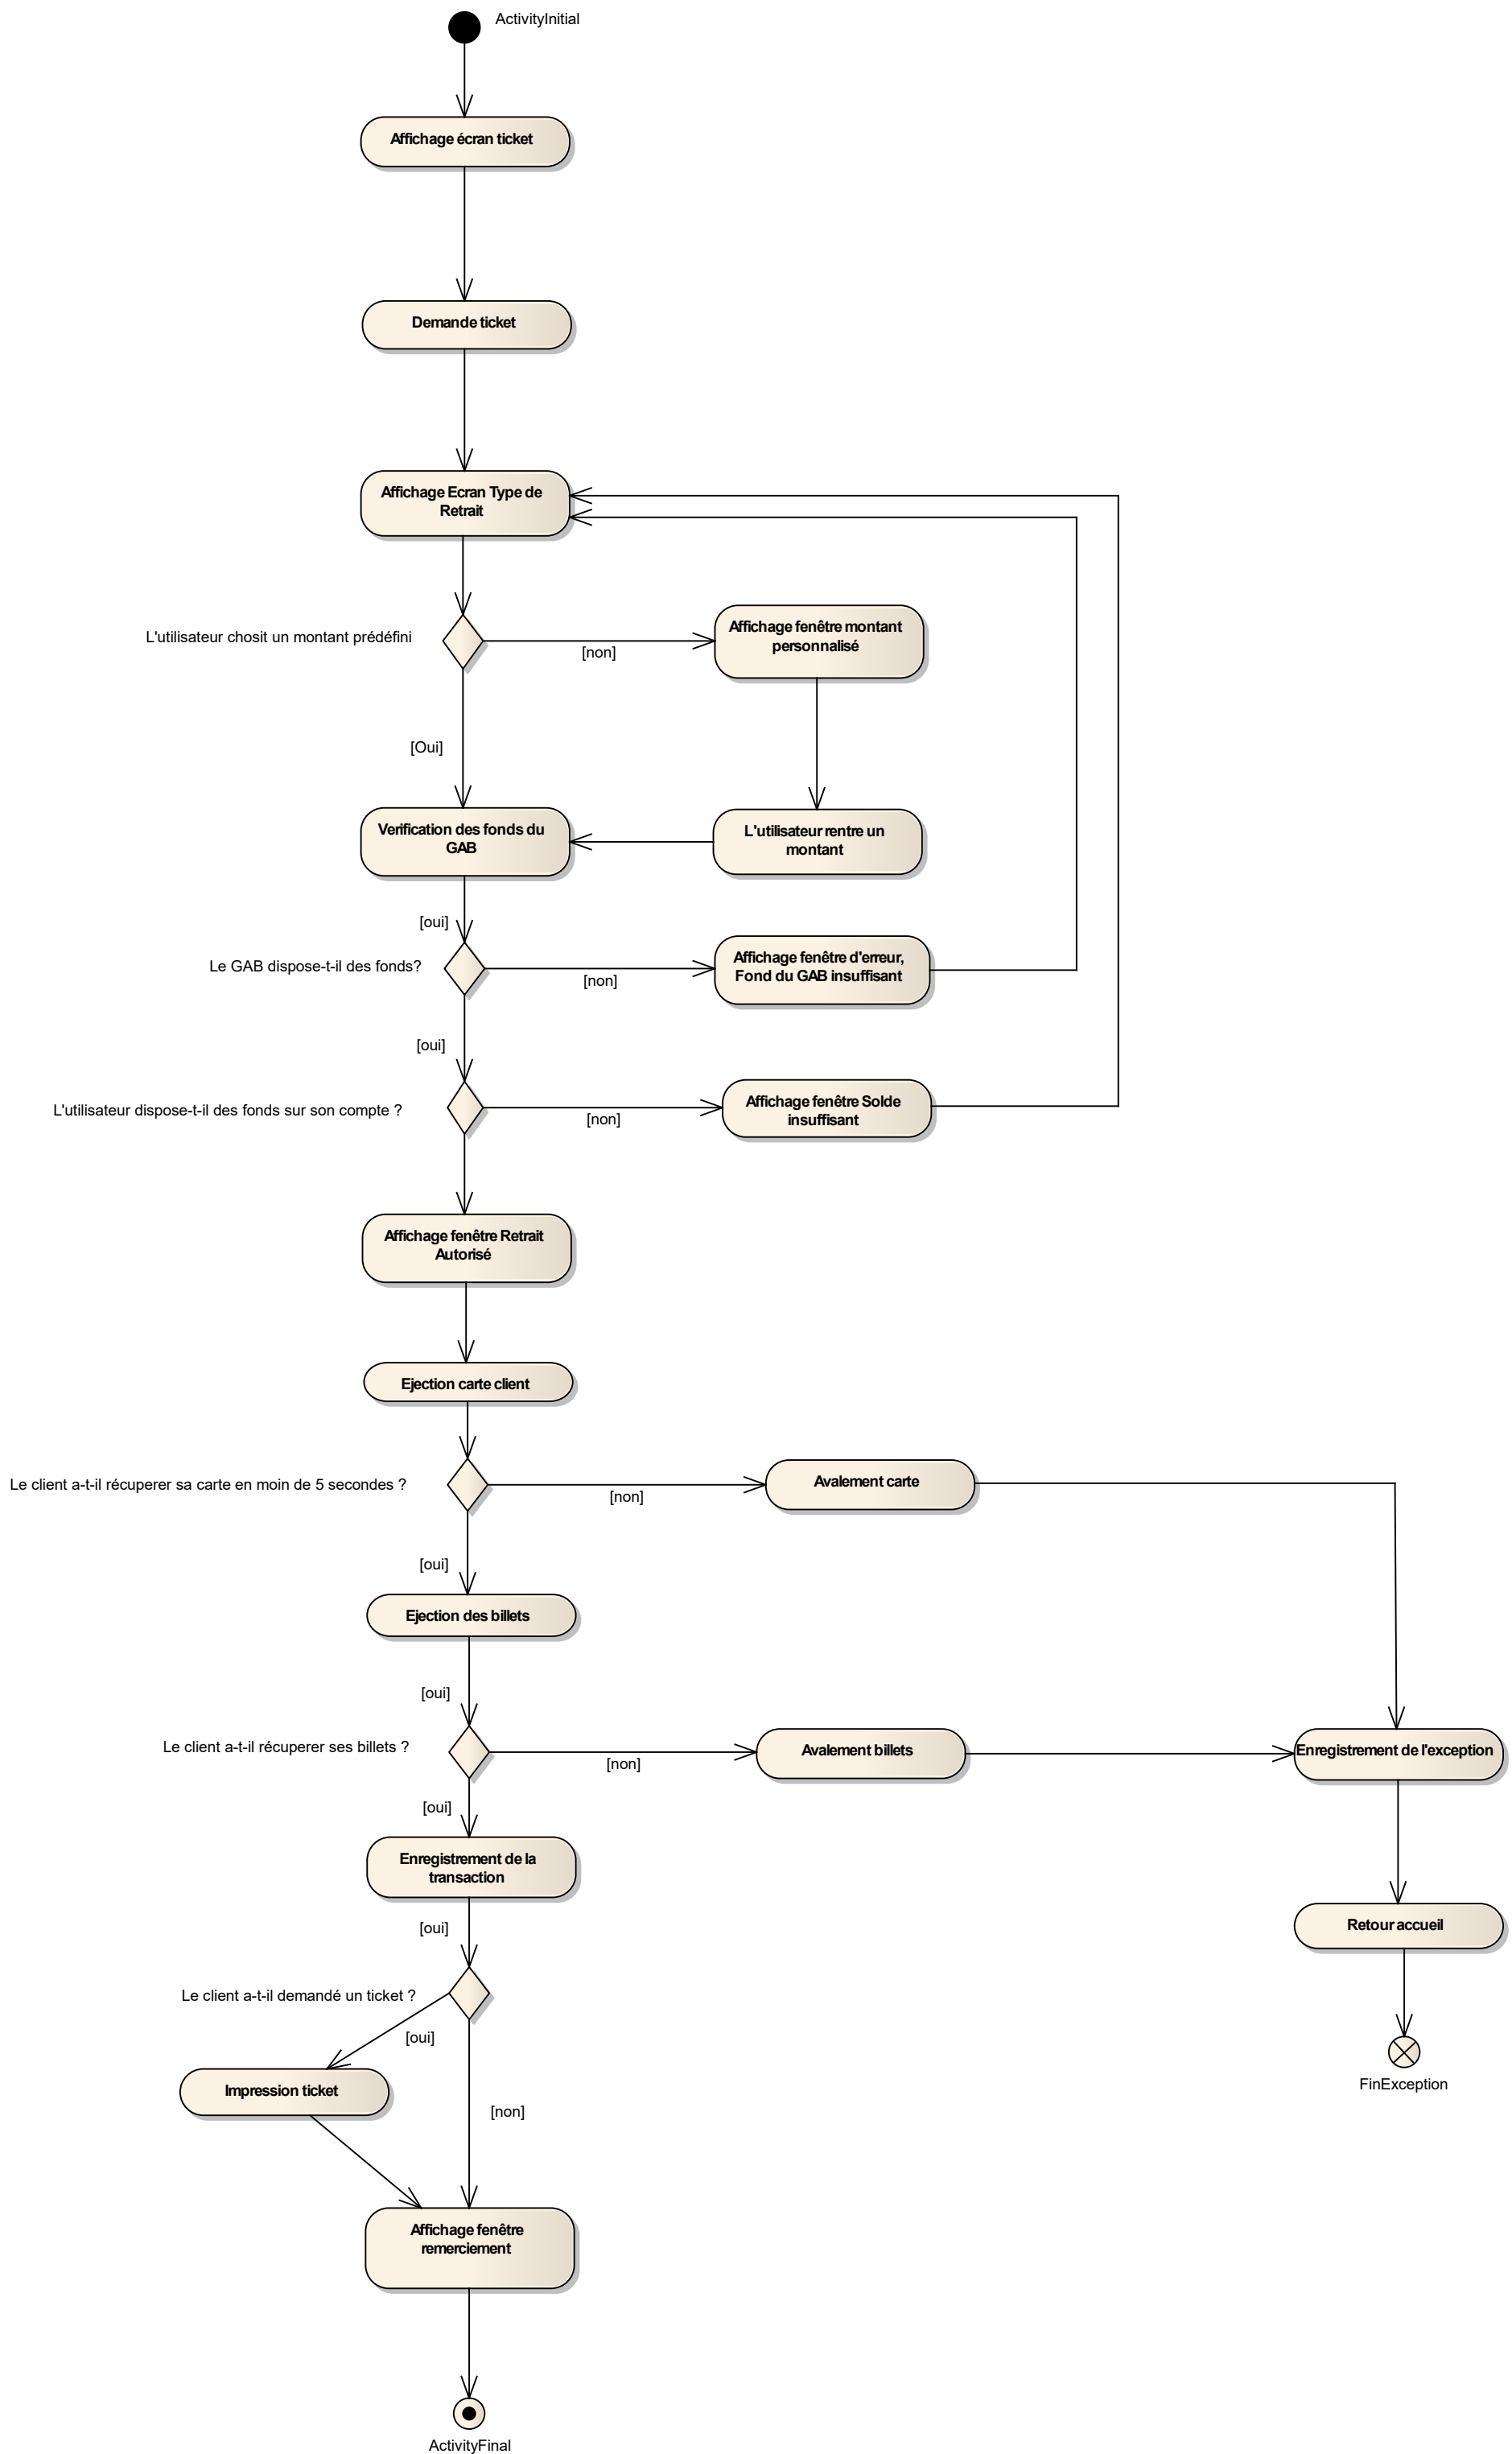 ActivityInitial
Affichage écran ticket
Demande ticket
Affichage Ecran Type de
Retrait
L'utilisateur chosit un montant prédéfini
[non]
Affichage fenêtre montant
personnalisé
[Oui]
Verification des fonds du
GAB
L'utilisateur rentre un
montant
[oui]
Le GAB dispose-t-il des fonds?
[non]
Affichage fenêtre d'erreur,
Fond du GAB insuffisant
[oui]
L'utilisateur dispose-t-il des fonds sur son compte ?
[non]
Affichage fenêtre Solde
insuffisant
Affichage fenêtre Retrait
Autorisé
Ejection carte client
Le client a-t-il récuperer sa carte en moin de 5 secondes ?
[non]
Avalement carte
[oui]
Ejection des billets
[oui]
Le client a-t-il récuperer ses billets ?
[non]
Avalement billets
Enregistrement de l'exception
[oui]
Enregistrement de la
transaction
[oui]
Retour accueil
Le client a-t-il demandé un ticket ?
[oui]
FinException
Impression ticket
[non]
Affichage fenêtre
remerciement
ActivityFinal